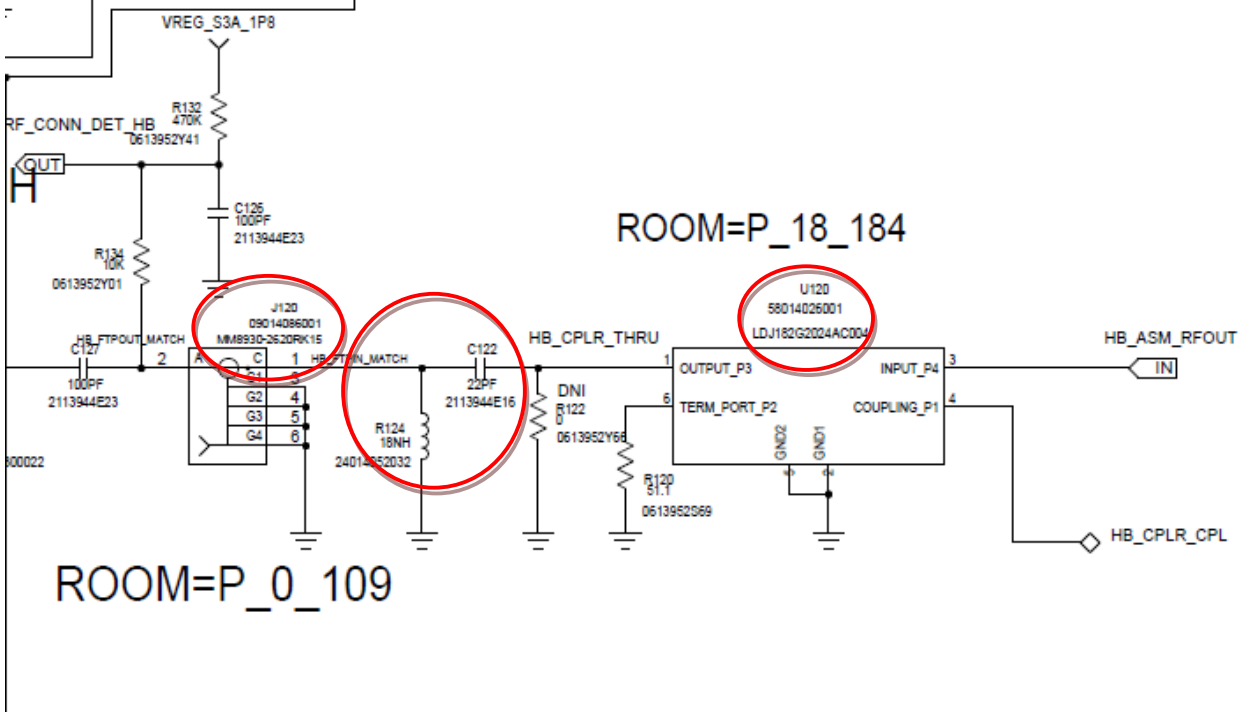 VREG_S3A_1P8
R132
470K
RF_CONN_DET_HB
0613952Y41
OUT
H
C126
100PF
2113944E23
R134
10K
0613952Y01
ROOM=P_18_184
J120
09014086001
MM8930-2620RK15
U120
58014026001
LDJ182G2024AC004
HB_FTPOUT_MATCH
C127
100PF
2113944E23
2
A
C
1
HB_FTPIN_MATCH
G1
3
G2
4
G3
5
G4
6
C122
22PF
2113944E16
HB_CPLR_THRU
HB_ASM_RFOUT
IN
1
OUTPUT_P3
INPUT_P4
3
6
TERM_PORT_P2
COUPLING_P1
4
GND2
GND1
5
2
DNI
R122
0
0613952Y66
R124
18NH
24014052032
R120
51.1
0613952S69
300022
HB_CPLR_CPL
ROOM=P_0_109